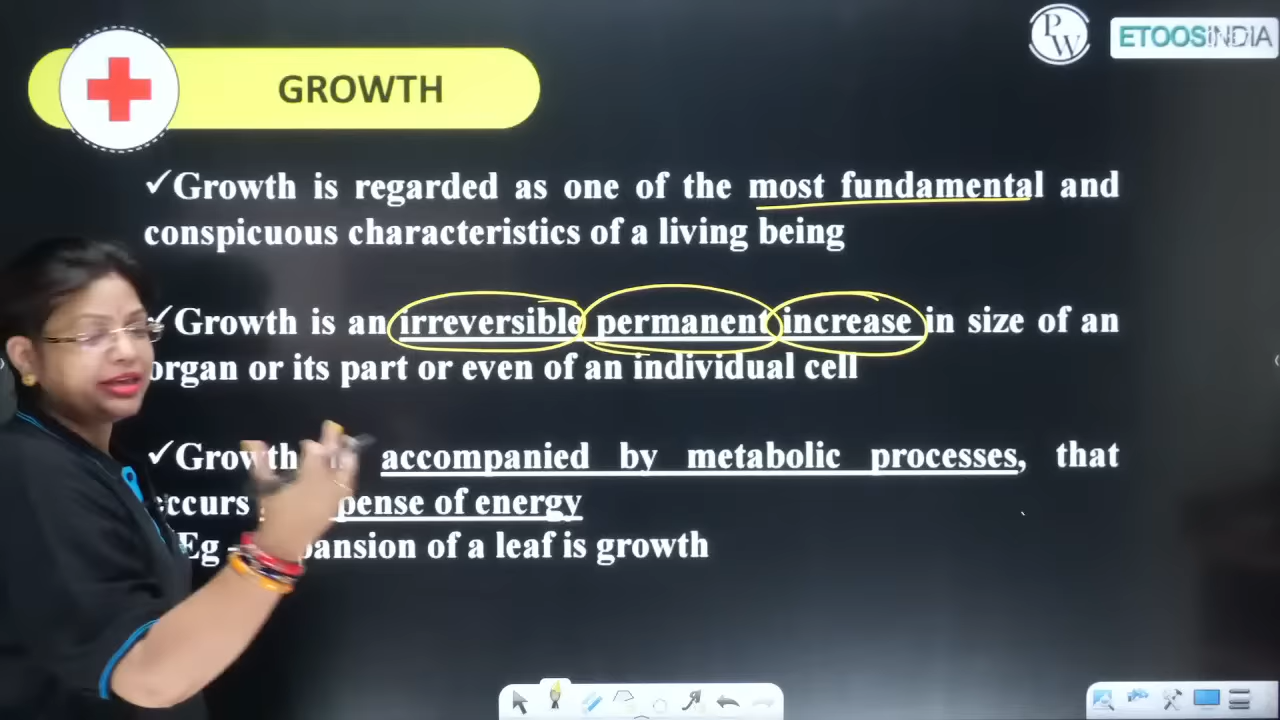 PW
ETOOSINDIA
GROWTH
✓Growth is regarded as one of the most fundamental and
conspicuous characteristics of a living being
✓Growth is an irreversible permanent increase in size of an
organ or its part or even of an individual cell
✓Growth accompanied by metabolic processes, that
occurs of energy
Eg - of a leaf is growth